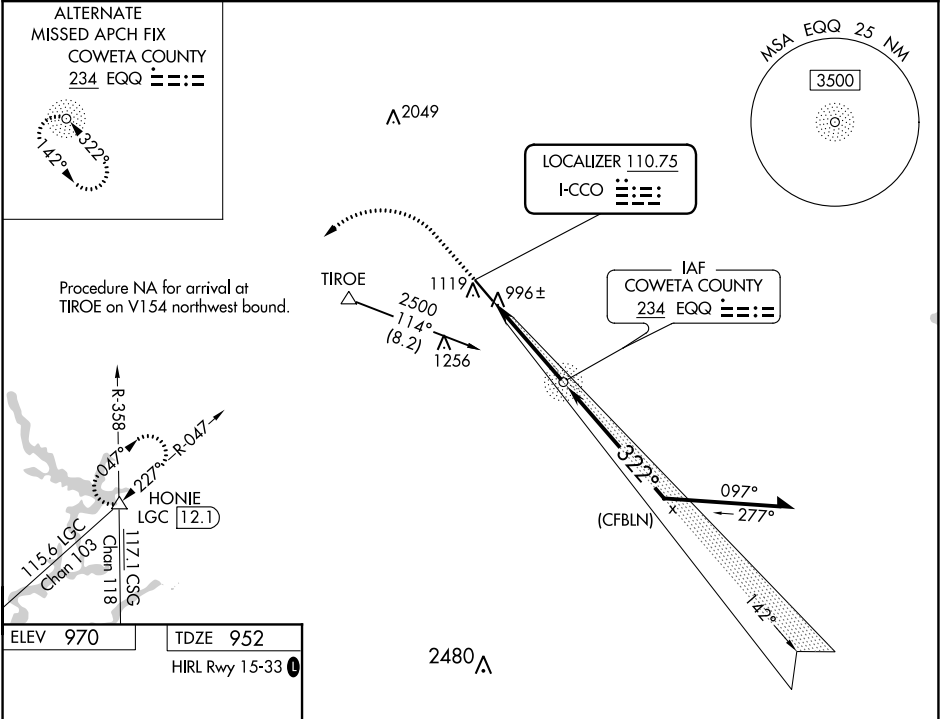 ALTERNATE
MISSED APCH FIX
COWETA COUNTY
234 EQQ
322°
142°
2049
MSA EQQ 25 NM
3500
LOCALIZER 110.75
I-CCO
Procedure NA for arrival at
TIROE on V154 northwest bound.
TIROE
2500
114°
(8.2)
1256
1119
996±
IAF
COWETA COUNTY
234 EQQ
322°
097°
277°
x
(CFBLN)
142°
R-358
R-047
047°
227°
HONIE
LGC 12.1
115.6 LGC
Chan 103
117.1 CSG
Chan 118
ELEV 970
TDZE 952
HIRL Rwy 15-33 L
2480